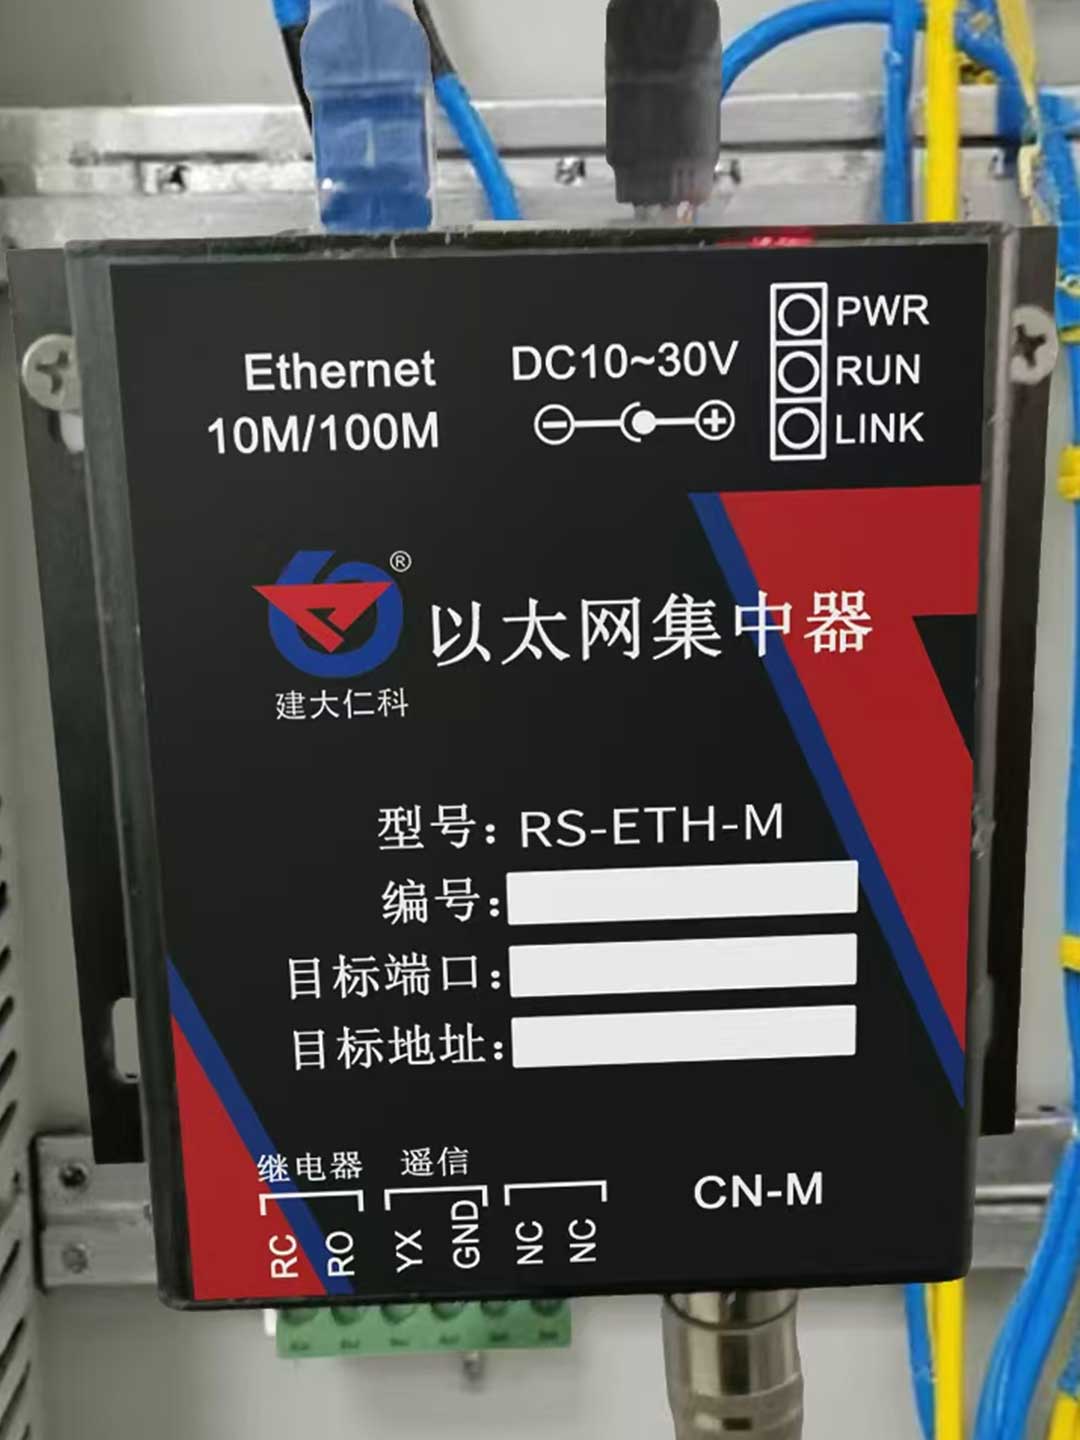 Ethernet
10M/100M
DC10~30V
PWR
RUN
LINK
®
建大仁科
以太网集中器
型号：RS-ETH-M
编号：
目标端口：
目标地址：
继电器
遥信
RC
RO
YX
GND
NC
NC
CN-M